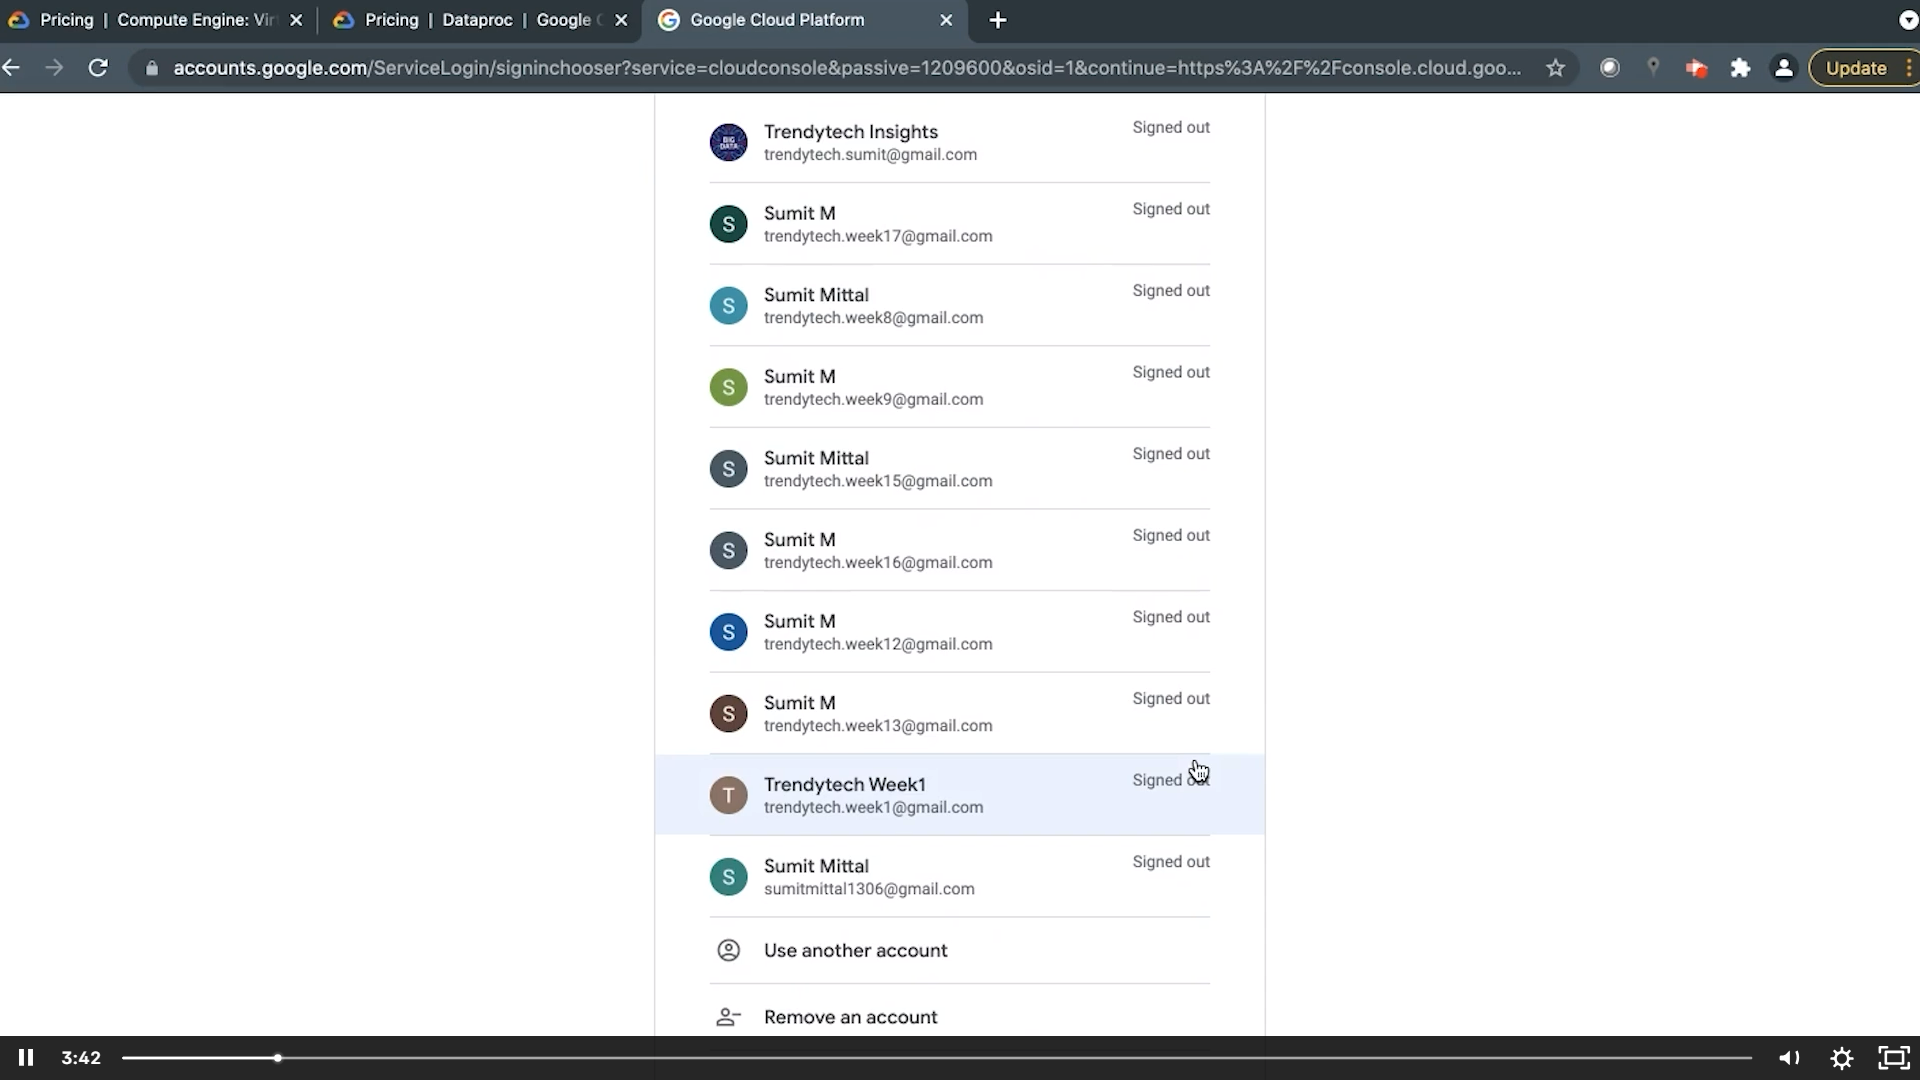 Pricing | Compute Engine: Vir
Pricing | Dataproc | Google C
Google Cloud Platform
accounts.google.com/ServiceLogin/signinchooser?service=cloudconsole&passive=1209600&osid=1&continue=https%3A%2F%2Fconsole.cloud.goo...
Update
Trendytech Insights
Signed out
BIG DATA
trendytech.sumit@gmail.com
Sumit M
Signed out
S
trendytech.week17@gmail.com
Sumit Mittal
Signed out
S
trendytech.week8@gmail.com
Sumit M
Signed out
S
trendytech.week9@gmail.com
Sumit Mittal
Signed out
S
trendytech.week15@gmail.com
Sumit M
Signed out
S
trendytech.week16@gmail.com
Sumit M
Signed out
S
trendytech.week12@gmail.com
Sumit M
Signed out
S
trendytech.week13@gmail.com
Trendytech Week1
Signed out
T
trendytech.week1@gmail.com
Sumit Mittal
Signed out
S
sumitmittal1306@gmail.com
Use another account
Remove an account
3:42